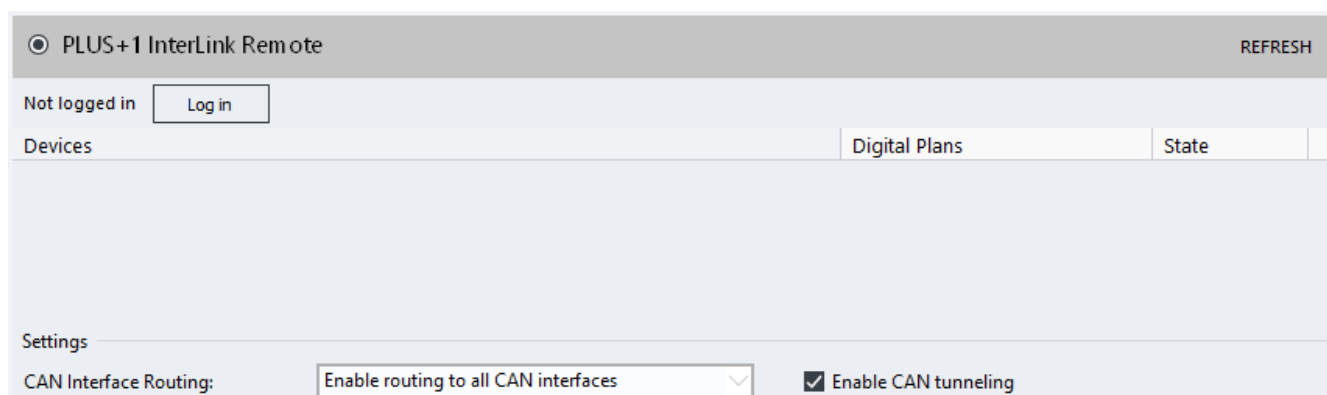 PLUS+1 InterLink Remote REFRESH
Not logged in Log in
Devices Digital Plans State
Settings
CAN Interface Routing: Enable routing to all CAN interfaces Enable CAN tunneling